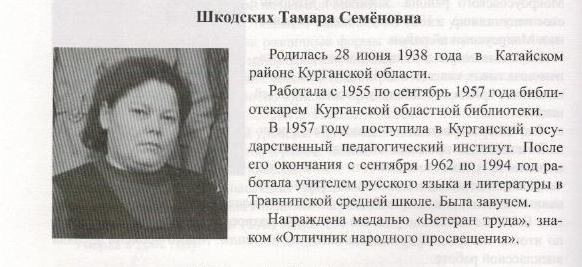 Шкодских Тамара Семёновна
Родилась 28 июня 1938 года в Катайском
районе Курганской области.
Работала с 1955 по сентябрь 1957 года библи-
отекарем Курганской областной библиотеки.
В 1957 году поступила в Курганский госу-
дарственный педагогический институт. После
его окончания с сентября 1962 по 1994 год ра-
ботала учителем русского языка и литературы в
Травнинской средней школе. Была завучем.
Награждена медалью «Ветеран труда», зна-
ком «Отличник народного просвещения».